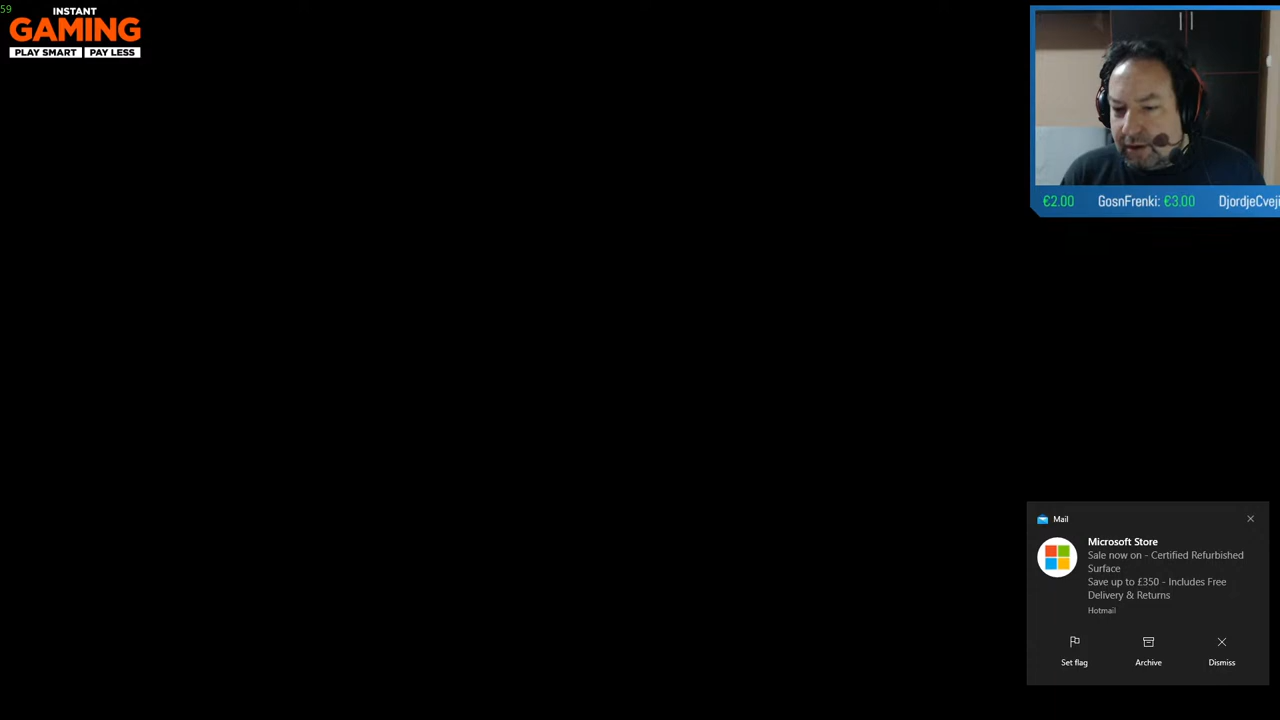 59
INSTANT
GAMING
PLAY SMART PAY LESS
€2.00 GosnFrenki: €3.00 DjordjeCveji
Mail
Microsoft Store
Sale now on - Certified Refurbished
Surface
Save up to £350 - Includes Free
Delivery & Returns
Hotmail
Set flag Archive Dismiss